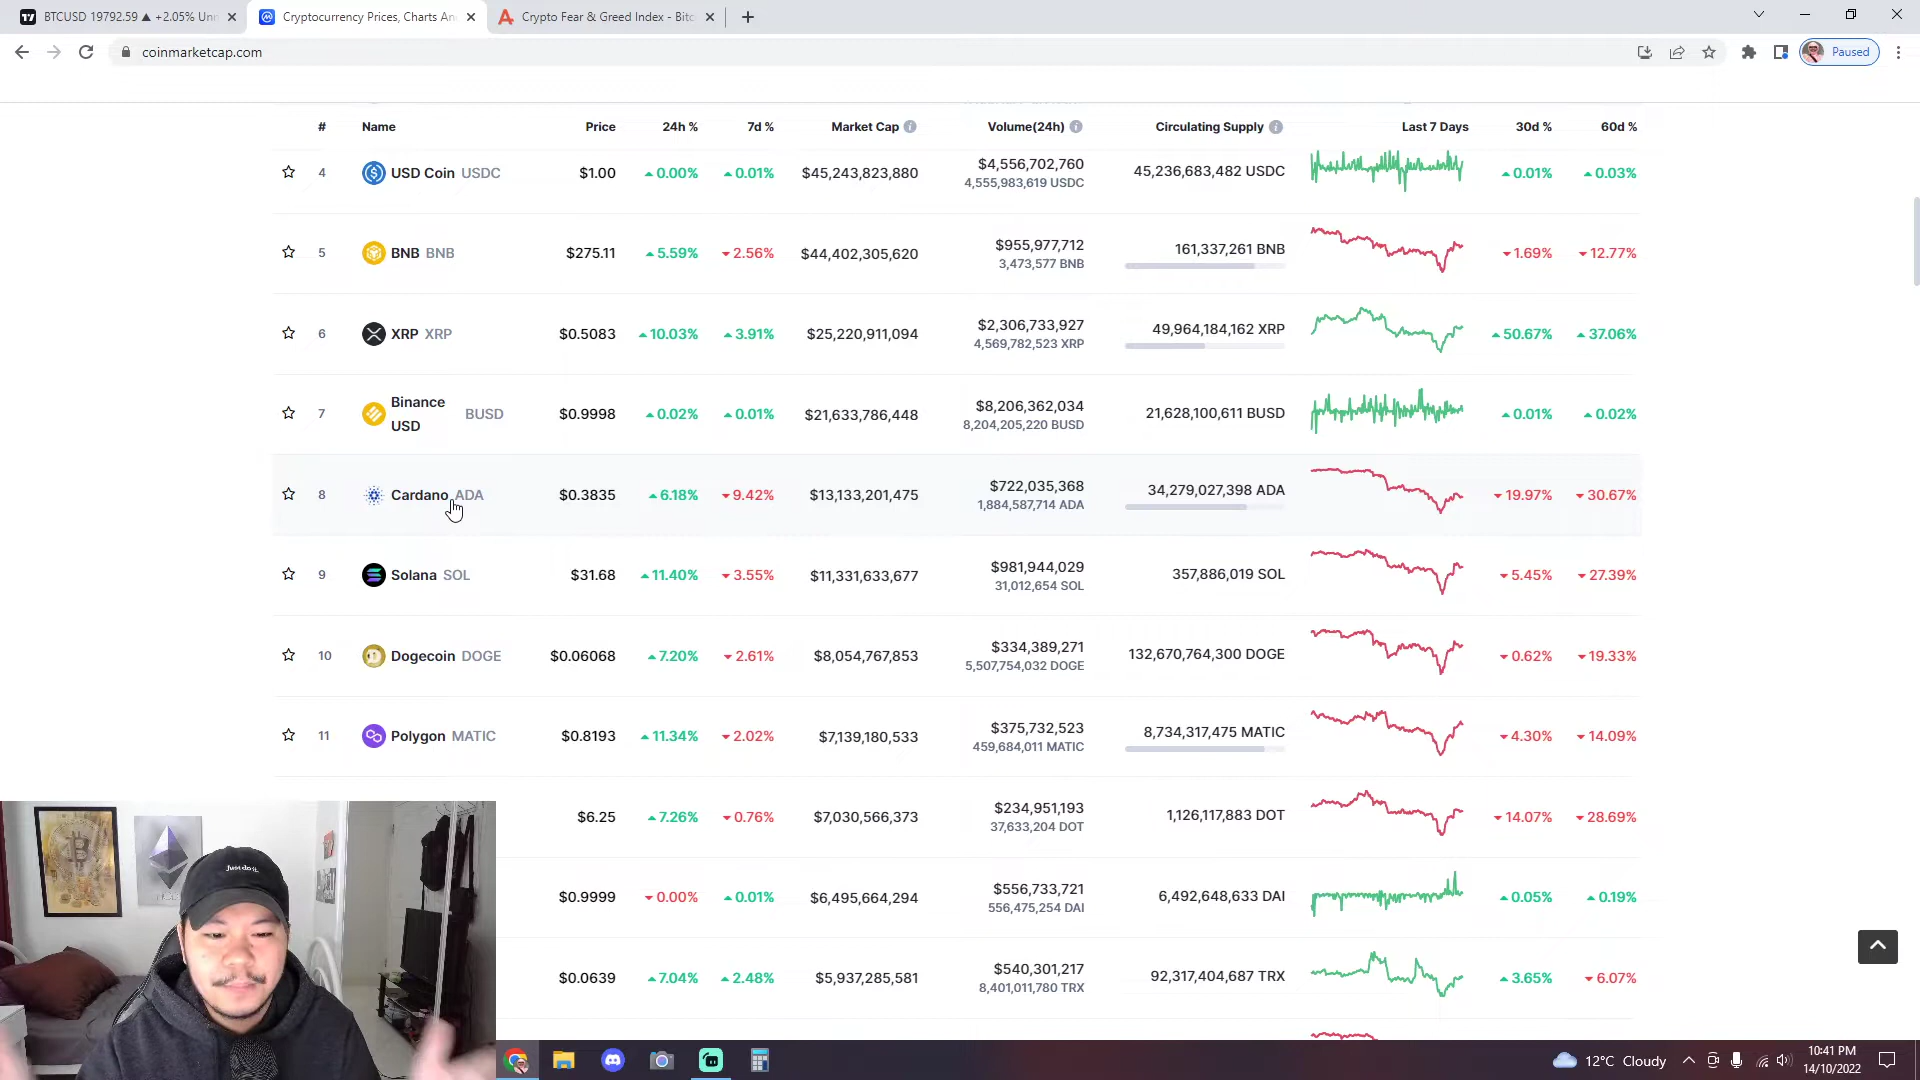 BTCUSD 19792.59 ▲ +2.05% Unn
Cryptocurrency Prices, Charts An
Crypto Fear & Greed Index - Bitc
coinmarketcap.com
Paused
# Name Price 24h % 7d % Market Cap Volume(24h) Circulating Supply Last 7 Days 30d % 60d %
4 USD Coin USDC $1.00 0.00% 0.01% $45,243,823,880 $4,556,702,760 45,236,683,482 USDC 0.01% 0.03%
4,555,983,619 USDC
5 BNB BNB $275.11 5.59% 2.56% $44,402,305,620 $955,977,712 161,337,261 BNB 1.69% 12.77%
3,473,577 BNB
6 XRP XRP $0.5083 10.03% 3.91% $25,220,911,094 $2,306,733,927 49,964,184,162 XRP 50.67% 37.06%
4,569,782,523 XRP
7 Binance USD BUSD $0.9998 0.02% 0.01% $21,633,786,448 $8,206,362,034 21,628,100,611 BUSD 0.01% 0.02%
8,204,205,220 BUSD
8 Cardano ADA $0.3835 6.18% 9.42% $13,133,201,475 $722,035,368 34,279,027,398 ADA 19.97% 30.67%
1,884,587,714 ADA
9 Solana SOL $31.68 11.40% 3.55% $11,331,633,677 $981,944,029 357,886,019 SOL 5.45% 27.39%
31,012,654 SOL
10 Dogecoin DOGE $0.06068 7.20% 2.61% $8,054,767,853 $334,389,271 132,670,764,300 DOGE 0.62% 19.33%
5,507,754,032 DOGE
11 Polygon MATIC $0.8193 11.34% 2.02% $7,139,180,533 $375,732,523 8,734,317,475 MATIC 4.30% 14.09%
459,684,011 MATIC
$6.25 7.26% 0.76% $7,030,566,373 $234,951,193 1,126,117,883 DOT 14.07% 28.69%
37,633,204 DOT
$0.9999 0.00% 0.01% $6,495,664,294 $556,733,721 6,492,648,633 DAI 0.05% 0.19%
556,475,254 DAI
$0.0639 7.04% 2.48% $5,937,285,581 $540,301,217 92,317,404,687 TRX 3.65% 6.07%
8,401,011,780 TRX
Just do it.
12°C Cloudy
10:41 PM
14/10/2022